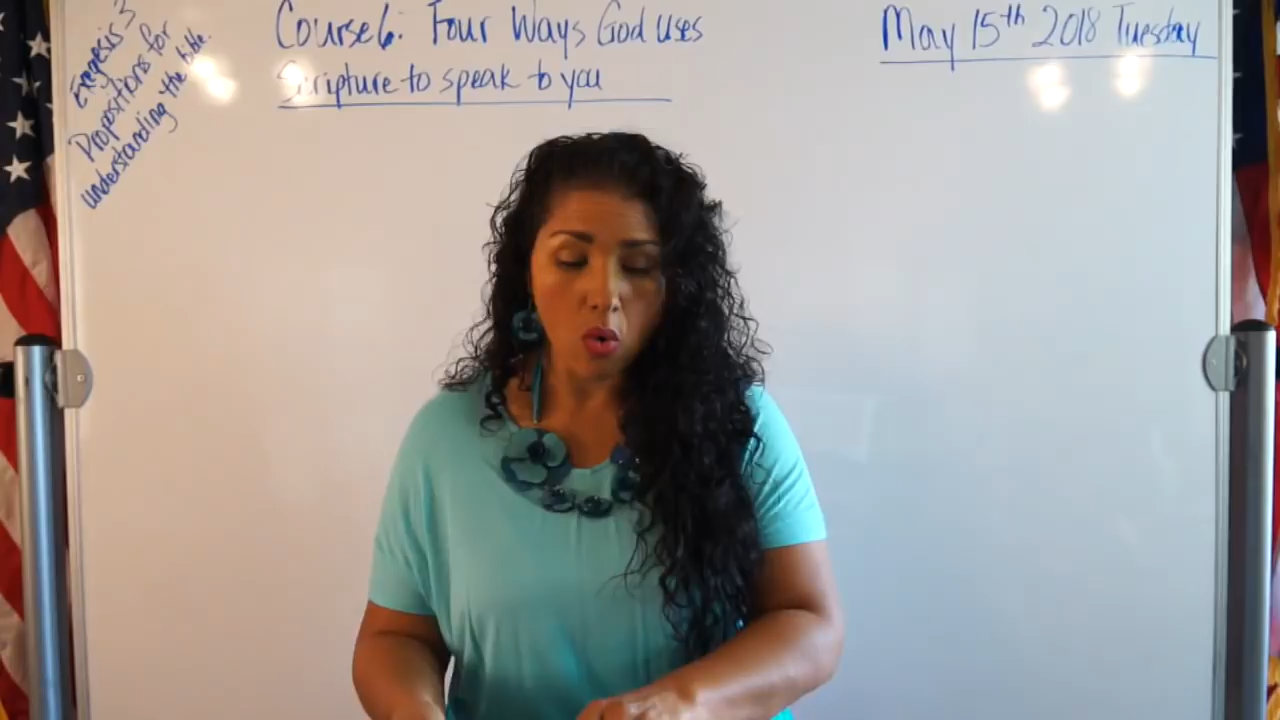 Exegesis 3
Propositions for
understanding the bible.
Course 6: Four Ways God uses
Scripture to speak to you
May 15th 2018 Tuesday